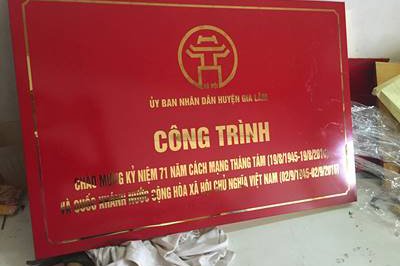 HÀ NỘI
ỦY BAN NHÂN DÂN HUYỆN GIA LÂM
CÔNG TRÌNH
CHÀO MỪNG KỶ NIỆM 71 NĂM CÁCH MẠNG THÁNG TÁM (19/8/1945-19/8/2016)
VÀ QUỐC KHÁNH NƯỚC CỘNG HÒA XÃ HỘI CHỦ NGHĨA VIỆT NAM (02/9/1945-02/9/2016)